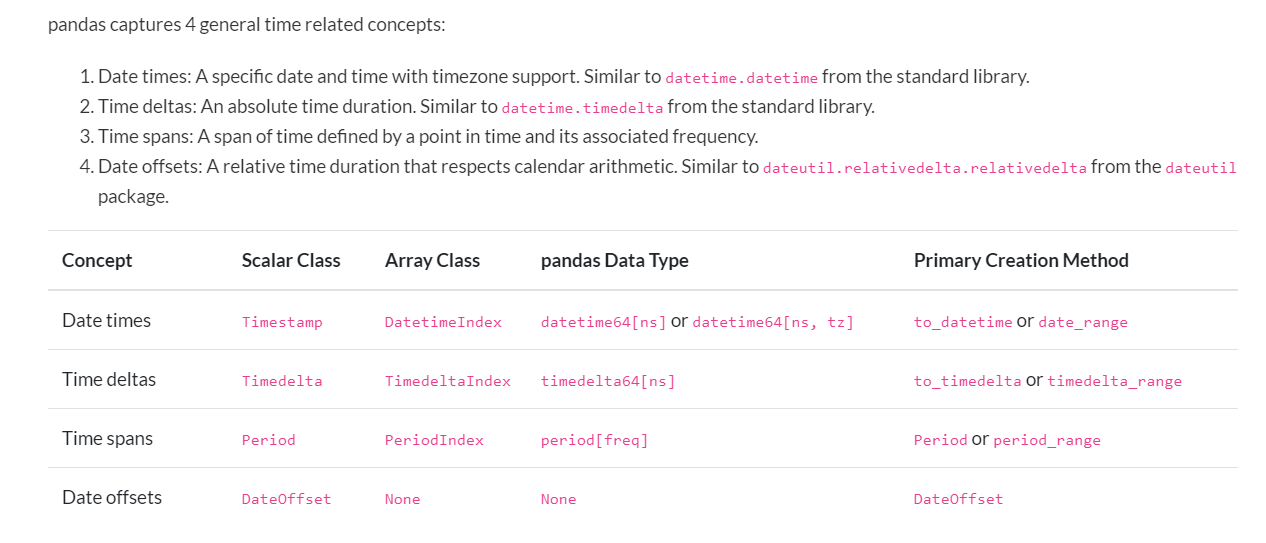 pandas captures 4 general time related concepts:
1. Date times: A specific date and time with timezone support. Similar to datetime.datetime from the standard library.
2. Time deltas: An absolute time duration. Similar to datetime.timedelta from the standard library.
3. Time spans: A span of time defined by a point in time and its associated frequency.
4. Date offsets: A relative time duration that respects calendar arithmetic. Similar to dateutil.relativedelta.relativedelta from the dateutil
package.
Concept Scalar Class Array Class pandas Data Type Primary Creation Method
Date times Timestamp DatetimeIndex datetime64[ns] or datetime64[ns, tz] to_datetime or date_range
Time deltas Timedelta TimedeltaIndex timedelta64[ns] to_timedelta or timedelta_range
Time spans Period PeriodIndex period[freq] Period or period_range
Date offsets DateOffset None None DateOffset